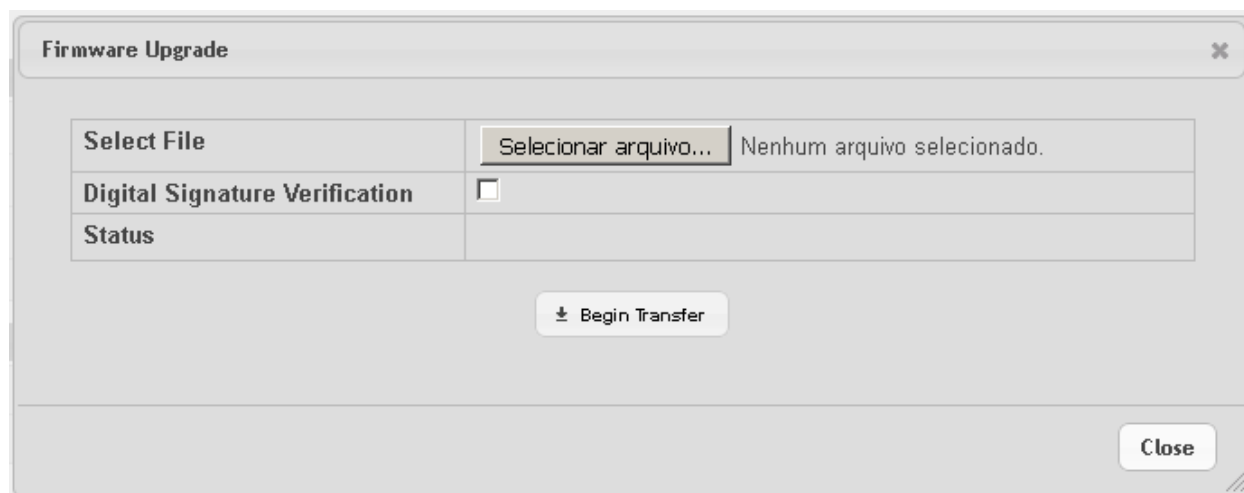 Firmware Upgrade
Select File Selecionar arquivo... Nenhum arquivo selecionado.
Digital Signature Verification
Status
Begin Transfer
Close